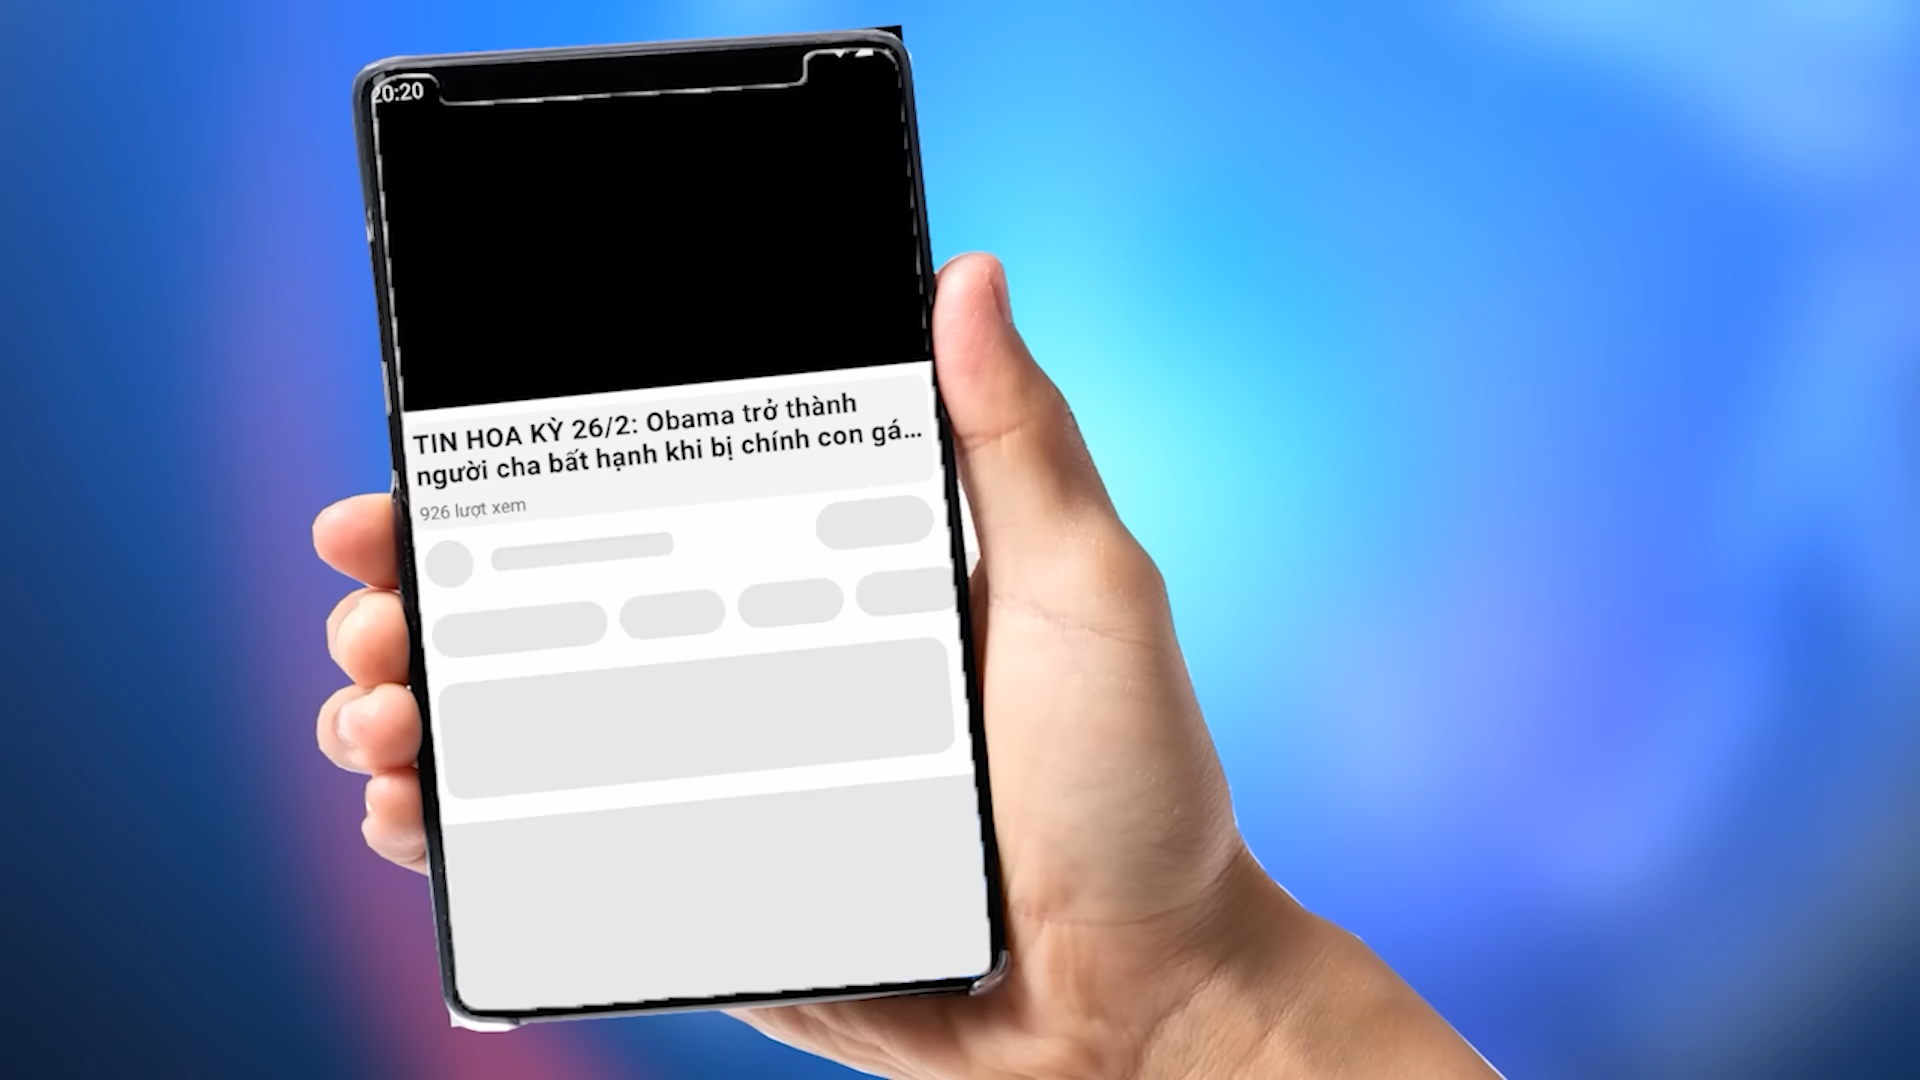 20:20
TIN HOA KỲ 26/2: Obama trở thành
người cha bất hạnh khi bị chính con gá...
926 lượt xem